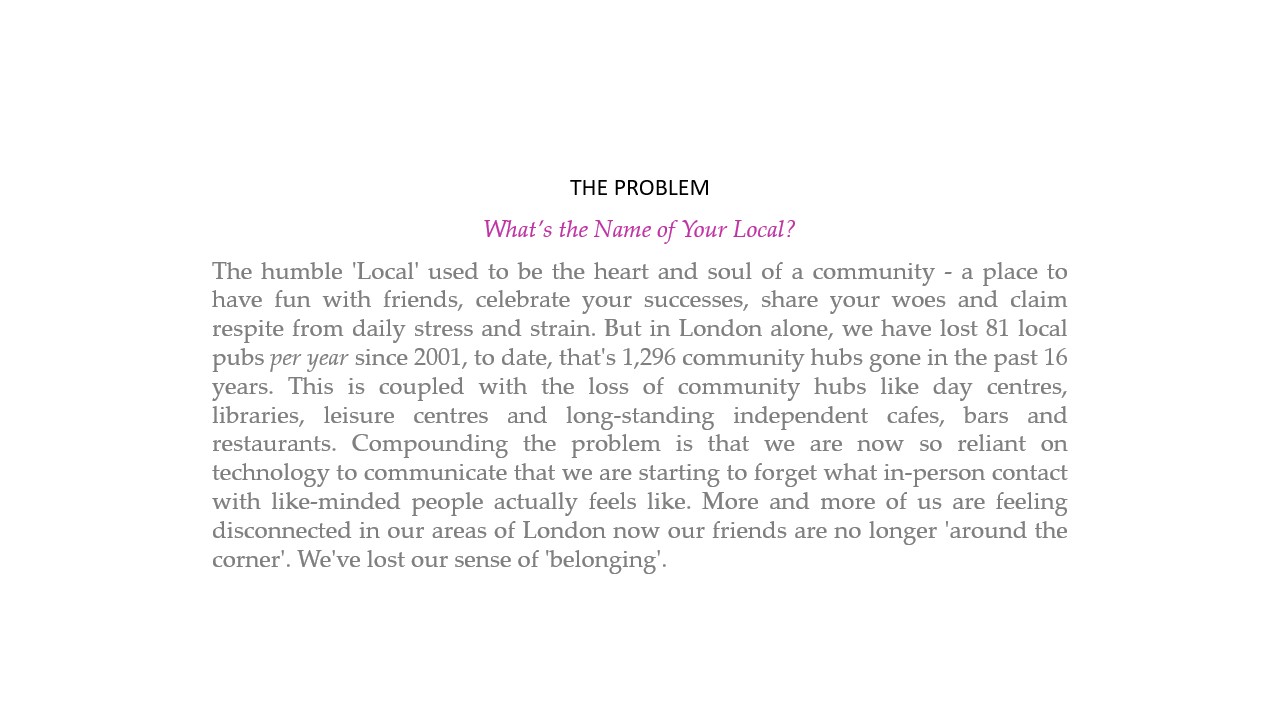 THE PROBLEM
What’s the Name of Your Local?
The humble 'Local' used to be the heart and soul of a community - a place to
have fun with friends, celebrate your successes, share your woes and claim
respite from daily stress and strain. But in London alone, we have lost 81 local
pubs per year since 2001, to date, that's 1,296 community hubs gone in the past 16
years. This is coupled with the loss of community hubs like day centres,
libraries, leisure centres and long-standing independent cafes, bars and
restaurants. Compounding the problem is that we are now so reliant on
technology to communicate that we are starting to forget what in-person contact
with like-minded people actually feels like. More and more of us are feeling
disconnected in our areas of London now our friends are no longer 'around the
corner'. We've lost our sense of 'belonging'.